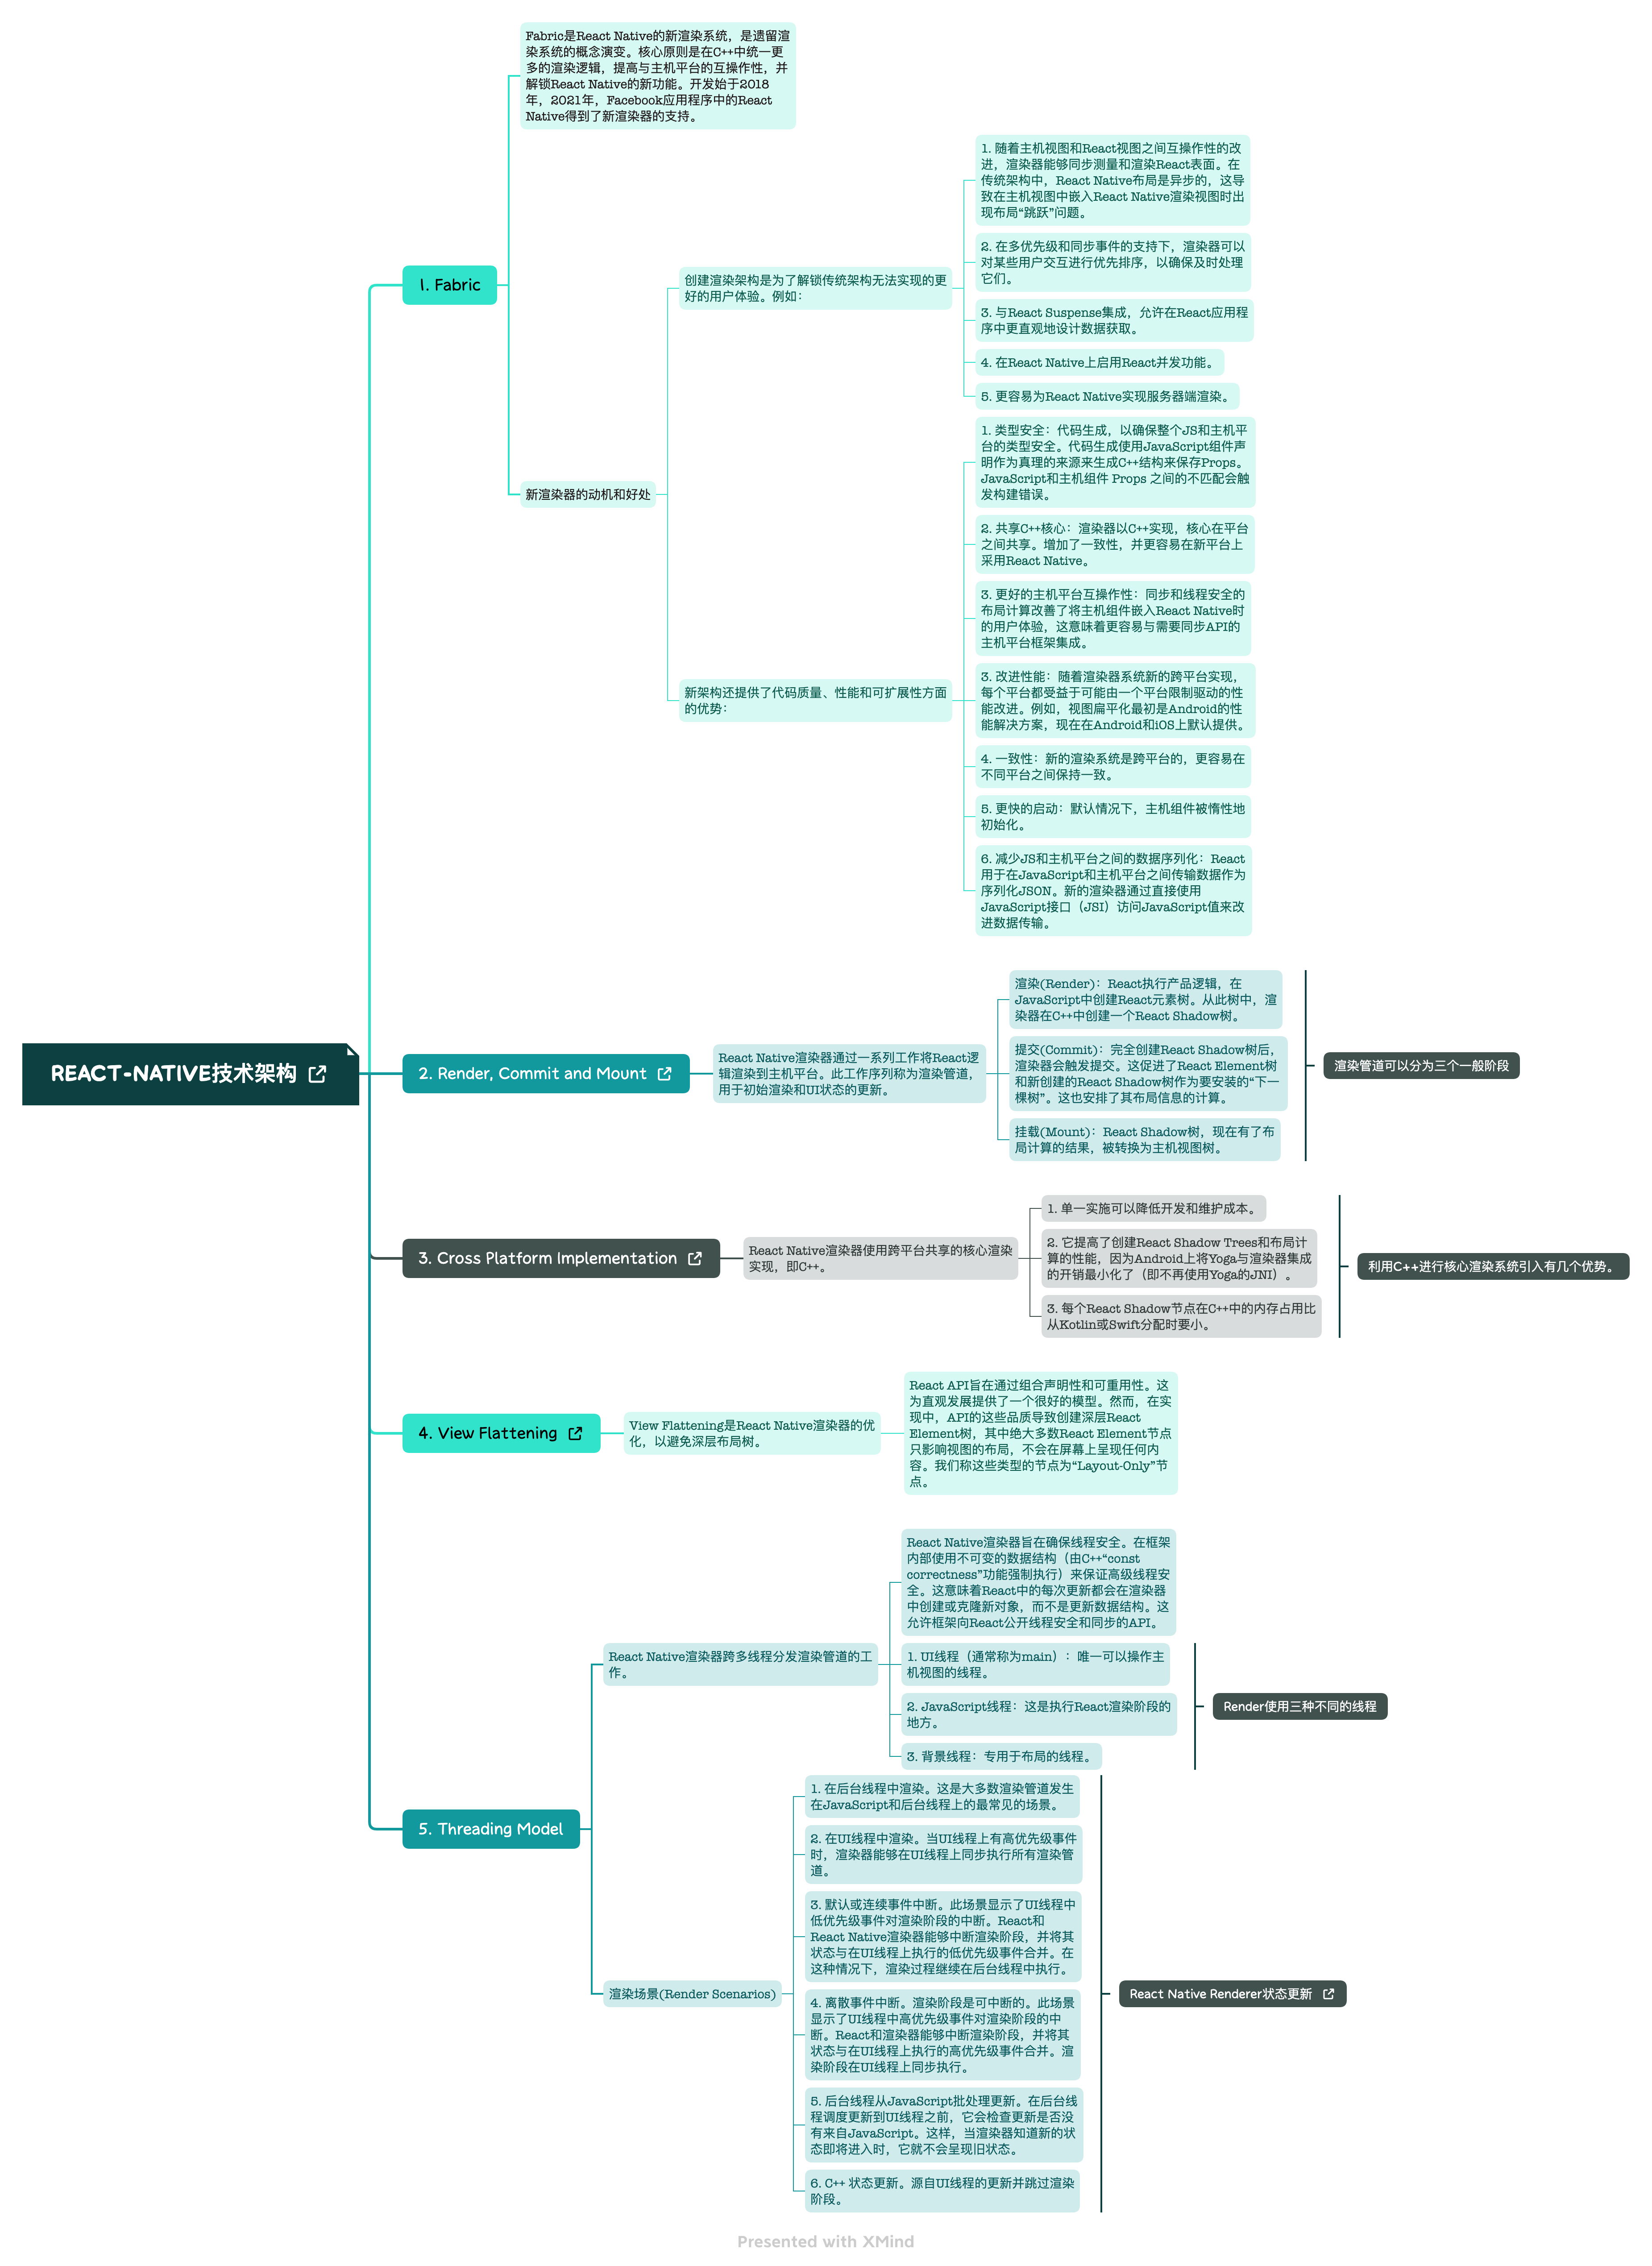 REACT-NATIVE技术架构
1. Fabric
Fabric是React Native的新渲染系统，是遗留渲
染系统的概念演变。核心原则是在C++中统一更
多的渲染逻辑，提高与主机平台的互操作性，并
解锁React Native的新功能。开发始于2018
年，2021年，Facebook应用程序中的React
Native得到了新渲染器的支持。
新渲染器的动机和好处
创建渲染架构是为了解锁传统架构无法实现的更
好的用户体验。例如：
1. 随着主机视图和React视图之间互操作性的改
进，渲染器能够同步测量和渲染React表面。在
传统架构中，React Native布局是异步的，这导
致在主机视图中嵌入React Native渲染视图时出
现布局“跳跃”问题。
2. 在多优先级和同步事件的支持下，渲染器可以
对某些用户交互进行优先排序，以确保及时处理
它们。
3. 与React Suspense集成，允许在React应用程
序中更直观地设计数据获取。
4. 在React Native上启用React并发功能。
5. 更容易为React Native实现服务器端渲染。
新架构还提供了代码质量、性能和可扩展性方面
的优势：
1. 类型安全：代码生成，以确保整个JS和主机平
台的类型安全。代码生成使用JavaScript组件声
明作为真理的来源来生成C++结构来保存Props。
JavaScript和主机组件 Props 之间的不匹配会触
发构建错误。
2. 共享C++核心：渲染器以C++实现，核心在平台
之间共享。增加了一致性，并更容易在新平台上
采用React Native。
3. 更好的主机平台互操作性：同步和线程安全的
布局计算改善了将主机组件嵌入React Native时
的用户体验，这意味着更容易与需要同步API的
主机平台框架集成。
3. 改进性能：随着渲染器系统新的跨平台实现，
每个平台都受益于可能由一个平台限制驱动的性
能改进。例如，视图扁平化最初是Android的性
能解决方案，现在在Android和iOS上默认提供。
4. 一致性：新的渲染系统是跨平台的，更容易在
不同平台之间保持一致。
5. 更快的启动：默认情况下，主机组件被惰性地
初始化。
6. 减少JS和主机平台之间的数据序列化：React
用于在JavaScript和主机平台之间传输数据作为
序列化JSON。新的渲染器通过直接使用
JavaScript接口（JSI）访问JavaScript值来改
进数据传输。
2. Render, Commit and Mount
React Native渲染器通过一系列工作将React逻
辑渲染到主机平台。此工作序列称为渲染管道，
用于初始渲染和UI状态的更新。
渲染(Render)：React执行产品逻辑，在
JavaScript中创建React元素树。从此树中，渲
染器在C++中创建一个React Shadow树。
提交(Commit)：完全创建React Shadow树后，
渲染器会触发提交。这促进了React Element树
和新创建的React Shadow树作为要安装的“下一
棵树”。这也安排了其布局信息的计算。
挂载(Mount)：React Shadow树，现在有了布
局计算的结果，被转换为主机视图树。
渲染管道可以分为三个一般阶段
3. Cross Platform Implementation
React Native渲染器使用跨平台共享的核心渲染
实现，即C++。
1. 单一实施可以降低开发和维护成本。
2. 它提高了创建React Shadow Trees和布局计
算的性能，因为Android上将Yoga与渲染器集成
的开销最小化了（即不再使用Yoga的JNI）。
3. 每个React Shadow节点在C++中的内存占用比
从Kotlin或Swift分配时要小。
利用C++进行核心渲染系统引入有几个优势。
4. View Flattening
View Flattening是React Native渲染器的优
化，以避免深层布局树。
React API旨在通过组合声明性和可重用性。这
为直观发展提供了一个很好的模型。然而，在实
现中，API的这些品质导致创建深层React
Element树，其中绝大多数React Element节点
只影响视图的布局，不会在屏幕上呈现任何内
容。我们称这些类型的节点为“Layout-Only”节
点。
5. Threading Model
React Native渲染器跨多线程分发渲染管道的工
作。
React Native渲染器旨在确保线程安全。在框架
内部使用不可变的数据结构（由C++“const
correctness”功能强制执行）来保证高级线程安
全。这意味着React中的每次更新都会在渲染器
中创建或克隆新对象，而不是更新数据结构。这
允许框架向React公开线程安全和同步的API。
1. UI线程（通常称为main）：唯一可以操作主
机视图的线程。
2. JavaScript线程：这是执行React渲染阶段的
地方。
3. 背景线程：专用于布局的线程。
Render使用三种不同的线程
渲染场景(Render Scenarios)
1. 在后台线程中渲染。这是大多数渲染管道发生
在JavaScript和后台线程上的最常见的场景。
2. 在UI线程中渲染。当UI线程上有高优先级事件
时，渲染器能够在UI线程上同步执行所有渲染管
道。
3. 默认或连续事件中断。此场景显示了UI线程中
低优先级事件对渲染阶段的中断。React和
React Native渲染器能够中断渲染阶段，并将其
状态与在UI线程上执行的低优先级事件合并。在
这种情况下，渲染过程继续在后台线程中执行。
4. 离散事件中断。渲染阶段是可中断的。此场景
显示了UI线程中高优先级事件对渲染阶段的中
断。React和渲染器能够中断渲染阶段，并将其
状态与在UI线程上执行的高优先级事件合并。渲
染阶段在UI线程上同步执行。
5. 后台线程从JavaScript批处理更新。在后台线
程调度更新到UI线程之前，它会检查更新是否没
有来自JavaScript。这样，当渲染器知道新的状
态即将进入时，它就不会呈现旧状态。
6. C++ 状态更新。源自UI线程的更新并跳过渲染
阶段。
React Native Renderer状态更新
Presented with XMind